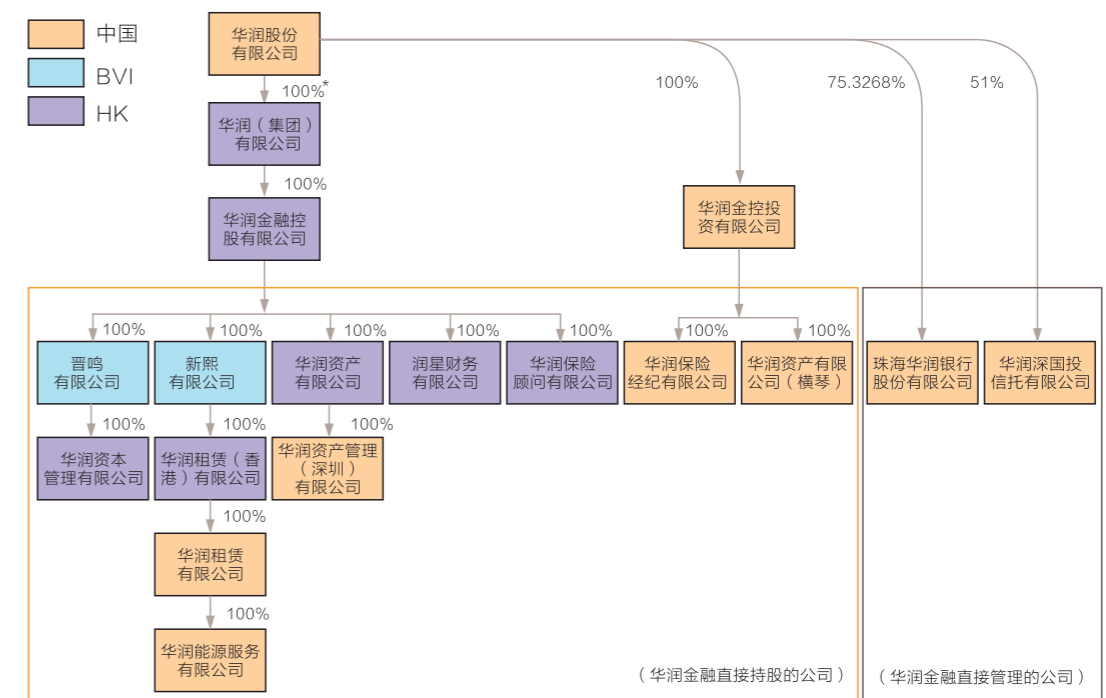 中国
BVI
HK
华润股份
有限公司
100%*
100%
75.3268%
51%
华润（集团）
有限公司
100%
华润金融控
股有限公司
华润金控投
资有限公司
100%
100%
100%
100%
100%
100%
100%
晋鸣
有限公司
新熙
有限公司
华润资产
有限公司
润星财务
有限公司
华润保险
顾问有限公司
华润保险
经纪有限公司
华润资产有限
公司（横琴）
珠海华润银行
股份有限公司
华润深国投
信托有限公司
100%
100%
100%
华润资本
管理有限公司
华润租赁（香
港）有限公司
华润资产管理
（深圳）
有限公司
100%
华润租赁
有限公司
100%
华润能源服务
有限公司
（华润金融直接持股的公司）
（华润金融直接管理的公司）